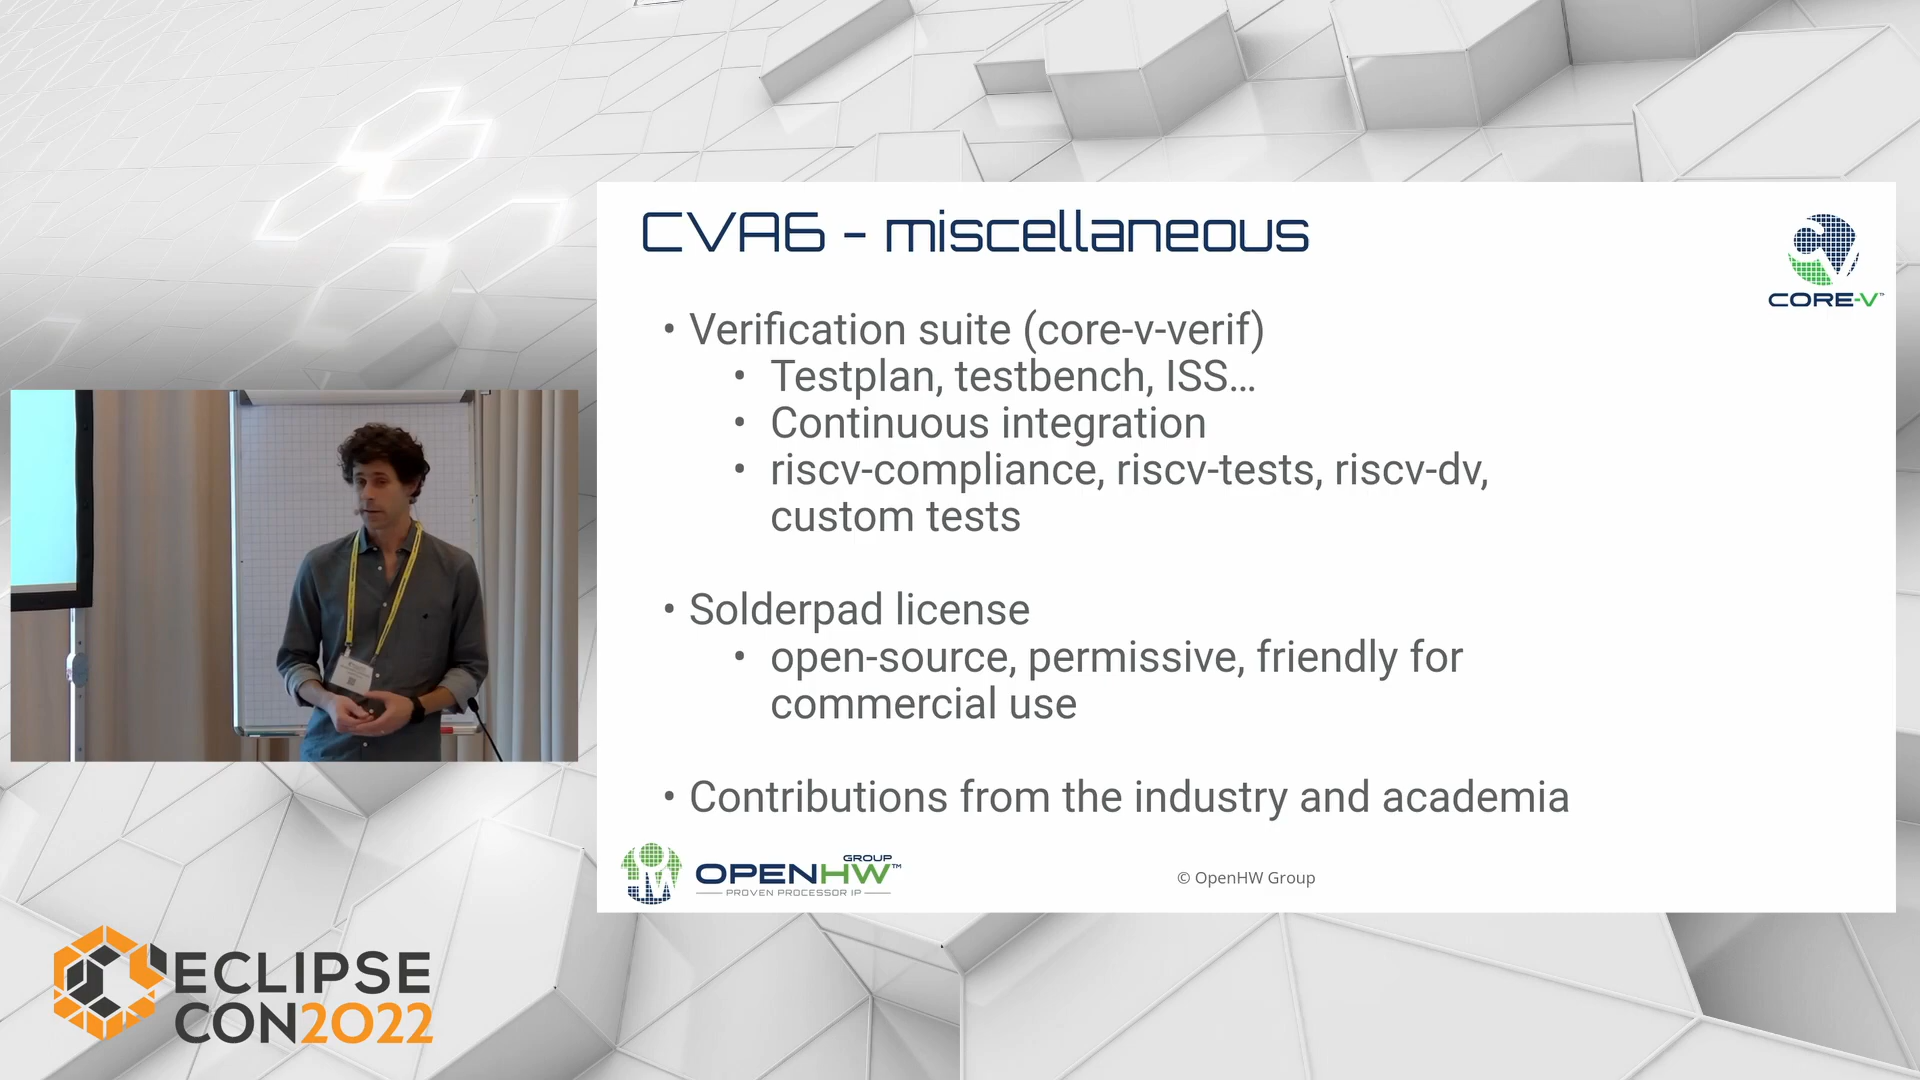 CVA6 - miscellaneous
CORE-V™
• Verification suite (core-v-verif)
• Testplan, testbench, ISS...
• Continuous integration
• riscv-compliance, riscv-tests, riscv-dv,
custom tests
• Solderpad license
• open-source, permissive, friendly for
commercial use
• Contributions from the industry and academia
GROUP
OPENHW™
PROVEN PROCESSOR IP
© OpenHW Group
ECLIPSE
CON2022